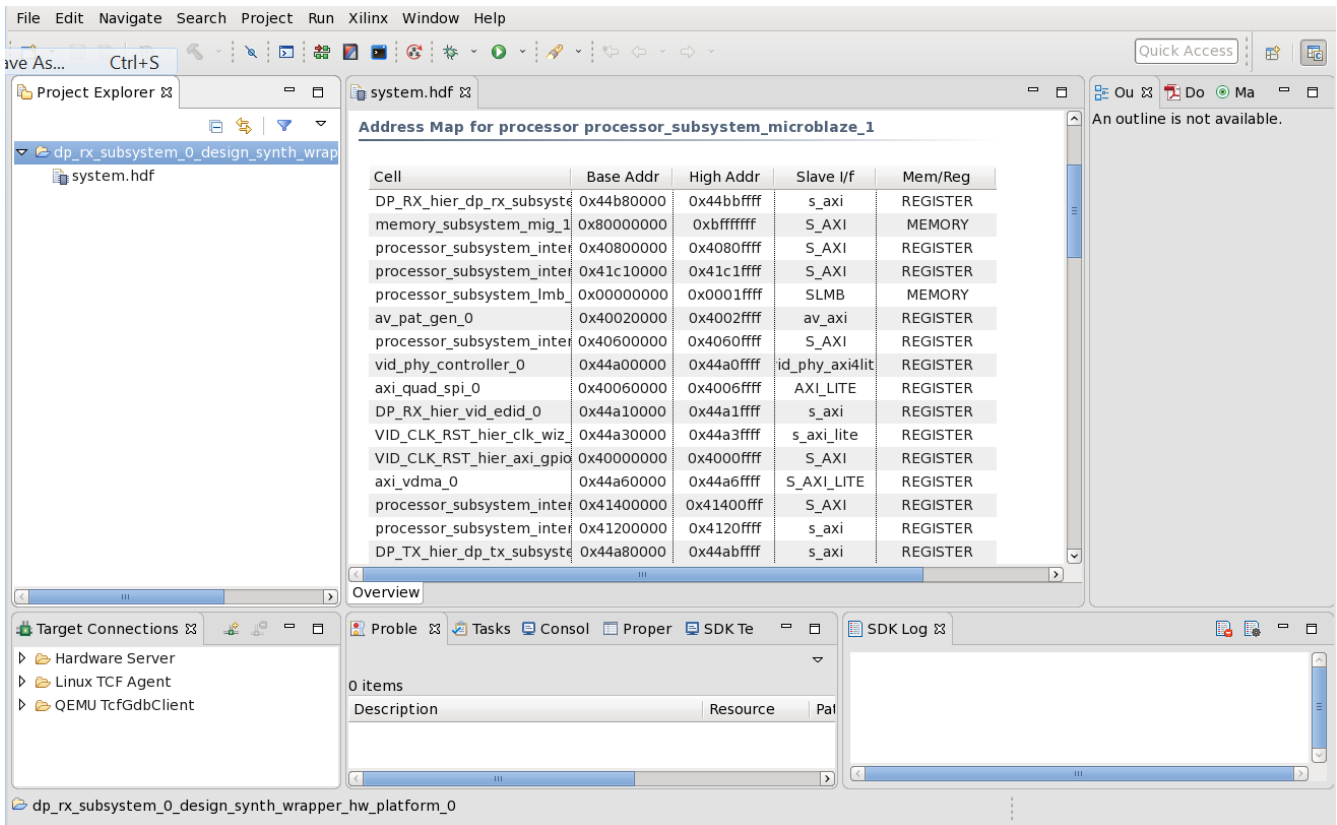 File Edit Navigate Search Project Run Xilinx Window Help
ave As... Ctrl+S
Quick Access
Project Explorer
dp_rx_subsystem_0_design_synth_wrap
system.hdf
system.hdf
Address Map for processor processor_subsystem_microblaze_1
Cell Base Addr High Addr Slave I/f Mem/Reg
DP_RX_hier_dp_rx_subsyste 0x44b80000 0x44bbffff s_axi REGISTER
memory_subsystem_mig_1 0x80000000 0xbfffffff S_AXI MEMORY
processor_subsystem_inter 0x40800000 0x4080ffff S_AXI REGISTER
processor_subsystem_inter 0x41c10000 0x41c1ffff S_AXI REGISTER
processor_subsystem_lmb_ 0x00000000 0x0001ffff SLMB MEMORY
av_pat_gen_0 0x40020000 0x4002ffff av_axi REGISTER
processor_subsystem_inter 0x40600000 0x4060ffff S_AXI REGISTER
vid_phy_controller_0 0x44a00000 0x44a0ffff id_phy_axi4lit REGISTER
axi_quad_spi_0 0x40060000 0x4006ffff AXI_LITE REGISTER
DP_RX_hier_vid_edid_0 0x44a10000 0x44a1ffff s_axi REGISTER
VID_CLK_RST_hier_clk_wiz_ 0x44a30000 0x44a3ffff s_axi_lite REGISTER
VID_CLK_RST_hier_axi_gpio 0x40000000 0x4000ffff S_AXI REGISTER
axi_vdma_0 0x44a60000 0x44a6ffff S_AXI_LITE REGISTER
processor_subsystem_inter 0x41400000 0x41400fff S_AXI REGISTER
processor_subsystem_inter 0x41200000 0x4120ffff s_axi REGISTER
DP_TX_hier_dp_tx_subsyste 0x44a80000 0x44abffff s_axi REGISTER
Overview
Ou Do Ma
An outline is not available.
Target Connections
Hardware Server
Linux TCF Agent
QEMU TcfGdbClient
Proble Tasks Consol Proper SDK Te
0 items
Description Resource Pat
SDK Log
dp_rx_subsystem_0_design_synth_wrapper_hw_platform_0